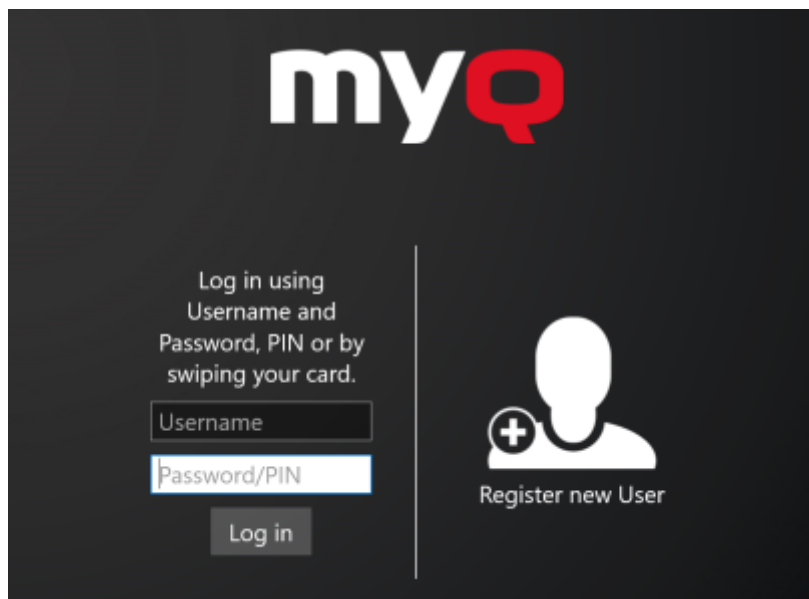 myQ
Log in using
Username and
Password, PIN or by
swiping your card.
Username
Password/PIN
Log in
Register new User